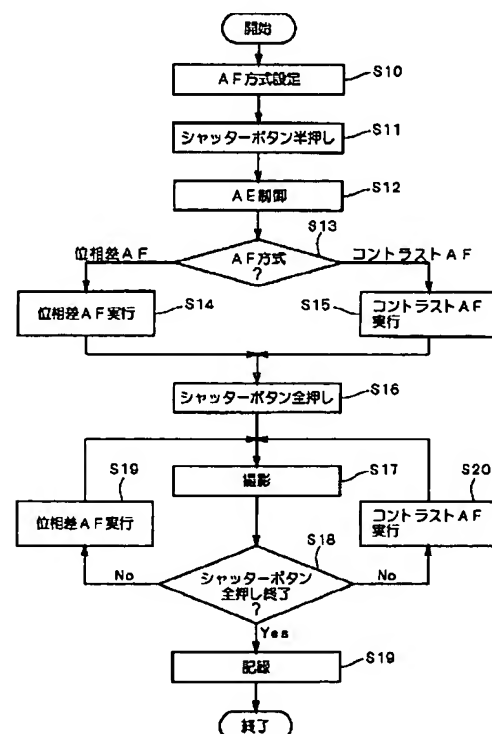 開始
AF方式設定
S10
シャッターボタン半押し
S11
AE制御
S12
S13
位相差AF
AF方式
?
コントラストAF
位相差AF実行
S14
S15
コントラストAF
実行
シャッターボタン全押し
S16
S19
撮影
S17
S20
位相差AF実行
コントラストAF
実行
S18
No
シャッターボタン
全押し終了
?
No
Yes
記録
S19
終了